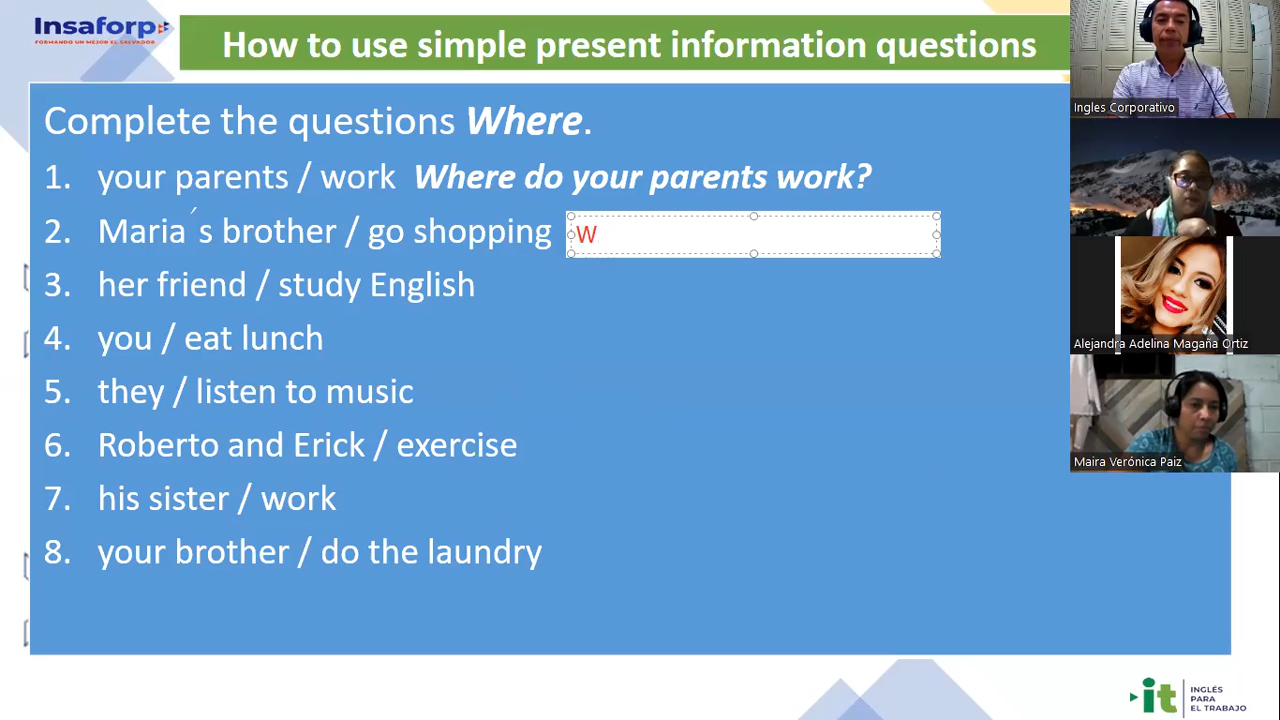 Insaforp
FORMANDO UN MEJOR EL SALVADOR
How to use simple present information questions
Complete the questions Where.
1. your parents / work Where do your parents work?
2. Maria´s brother / go shopping W
3. her friend / study English
4. you / eat lunch
5. they / listen to music
6. Roberto and Erick / exercise
7. his sister / work
8. your brother / do the laundry
Ingles Corporativo
Alejandra Adelina Magaña Ortiz
Maira Verónica Paiz
it
INGLÉS
PARA
EL TRABAJO